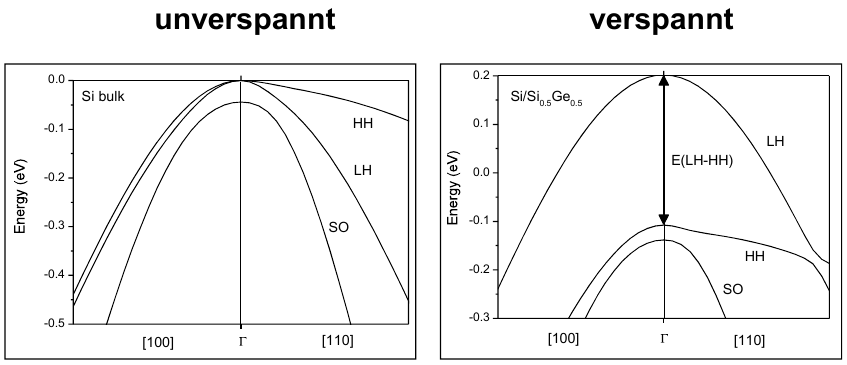 unverspannt
verspannt
0.0
-0.1
-0.2
-0.3
-0.4
-0.5
Energy (eV)
Si bulk
HH
LH
SO
[100]
Γ
[110]
0.2
0.1
0.0
-0.1
-0.2
-0.3
Energy (eV)
Si/Si0.5Ge0.5
LH
E(LH-HH)
HH
SO
[100]
Γ
[110]